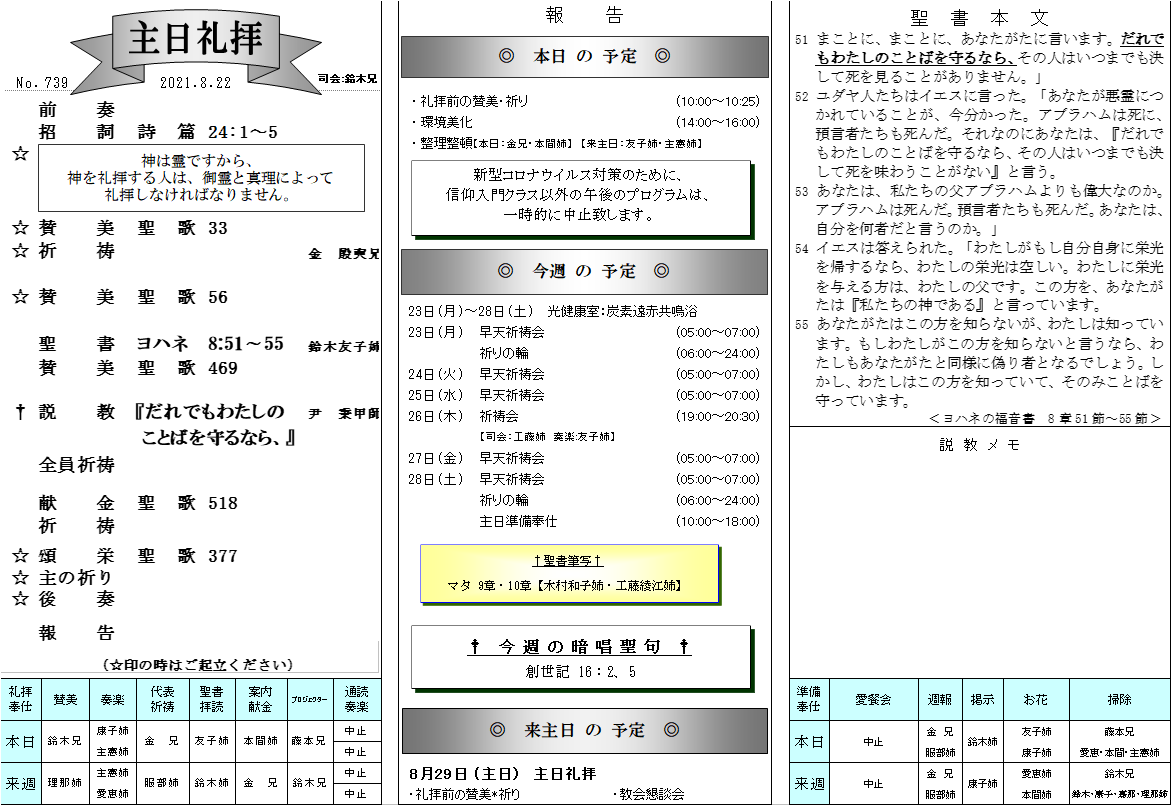 主日礼拝
No. 739
2021.8.22
司会:鈴木兄
前 奏
招 詞 詩 篇 24:1～5
☆
神は霊ですから、
神を礼拝する人は、御霊と真理によって
礼拝しなければなりません。
☆ 賛 美 聖 歌 33
☆ 祈 祷 金 殷実兄
☆ 賛 美 聖 歌 56
聖 書 ヨハネ 8:51～55 鈴木友子姉
賛 美 聖 歌 469
† 説 教 『だれでもわたしの 尹 秉甲師
ことばを守るなら、』
全員祈祷
献 金 聖 歌 518
祈 祷
☆ 頌 栄 聖 歌 377
☆ 主の祈り
☆ 後 奏
報 告
(☆印の時はご起立ください)
礼拝奉仕 賛美 奏楽 代表祈祷 聖書拝読 案内献金 プロジェクター 通読奏楽
本日 鈴木兄 康子姉 主憲姉 金 兄 友子姉 本間姉 藤本兄 中止 中止
来週 理那姉 主憲姉 愛恵姉 服部姉 鈴木姉 金 兄 鈴木兄 中止 中止
報 告
◎ 本日 の 予定 ◎
・礼拝前の賛美・祈り (10:00～10:25)
・環境美化 (14:00～16:00)
・整理整頓【本日:金兄・本間姉】【来主日:友子姉・主憲姉】
新型コロナウイルス対策のために、
信仰入門クラス以外の午後のプログラムは、
一時的に中止致します。
◎ 今週 の 予定 ◎
23日(月)～28日(土) 光健康室:炭素遠赤共鳴浴
23日(月) 早天祈祷会 (05:00～07:00)
祈りの輪 (06:00～24:00)
24日(火) 早天祈祷会 (05:00～07:00)
25日(水) 早天祈祷会 (05:00～07:00)
26日(木) 祈祷会 (19:00～20:30)
【司会:工藤姉 奏楽:友子姉】
27日(金) 早天祈祷会 (05:00～07:00)
28日(土) 早天祈祷会 (05:00～07:00)
祈りの輪 (06:00～24:00)
主日準備奉仕 (10:00～18:00)
†聖書筆写†
マタ 9章・10章【木村和子姉・工藤綾江姉】
† 今週の暗唱聖句 †
創世記 16:2、5
◎ 来主日 の 予定 ◎
8月29日(主日) 主日礼拝
・礼拝前の賛美*祈り ・教会懇談会
聖 書 本 文
51 まことに、まことに、あなたがたに言います。だれで
もわたしのことばを守るなら、その人はいつまでも決
して死を見ることがありません。」
52 ユダヤ人たちはイエスに言った。「あなたが悪霊につ
かれていることが、今分かった。アブラハムは死に、
預言者たちも死んだ。それなのにあなたは、『だれで
もわたしのことばを守るなら、その人はいつまでも決
して死を味わうことがない』と言う。
53 あなたは、私たちの父アブラハムよりも偉大なのか。
アブラハムは死んだ。預言者たちも死んだ。あなたは、
自分を何者だと言うのか。」
54 イエスは答えられた。「わたしがもし自分自身に栄光
を帰するなら、わたしの栄光は空しい。わたしに栄光
を与える方は、わたしの父です。この方を、あなたが
たは『私たちの神である』と言っています。
55 あなたがたはこの方を知らないが、わたしは知ってい
ます。もしわたしがこの方を知らないと言うなら、わ
たしもあなたがたと同様に偽り者となるでしょう。し
かし、わたしはこの方を知っていて、そのみことばを
守っています。
＜ヨハネの福音書 8章51節～55節＞
説 教 メ モ
準備奉仕 愛餐会 週報 掲示 お花 掃除
本日 中止 金 兄 服部姉 鈴木姉 友子姉 康子姉 藤本兄 愛恵・本間・主憲姉
来週 中止 金 兄 服部姉 康子姉 愛恵姉 本間姉 鈴木兄 鈴木・康子・憲那・理那姉